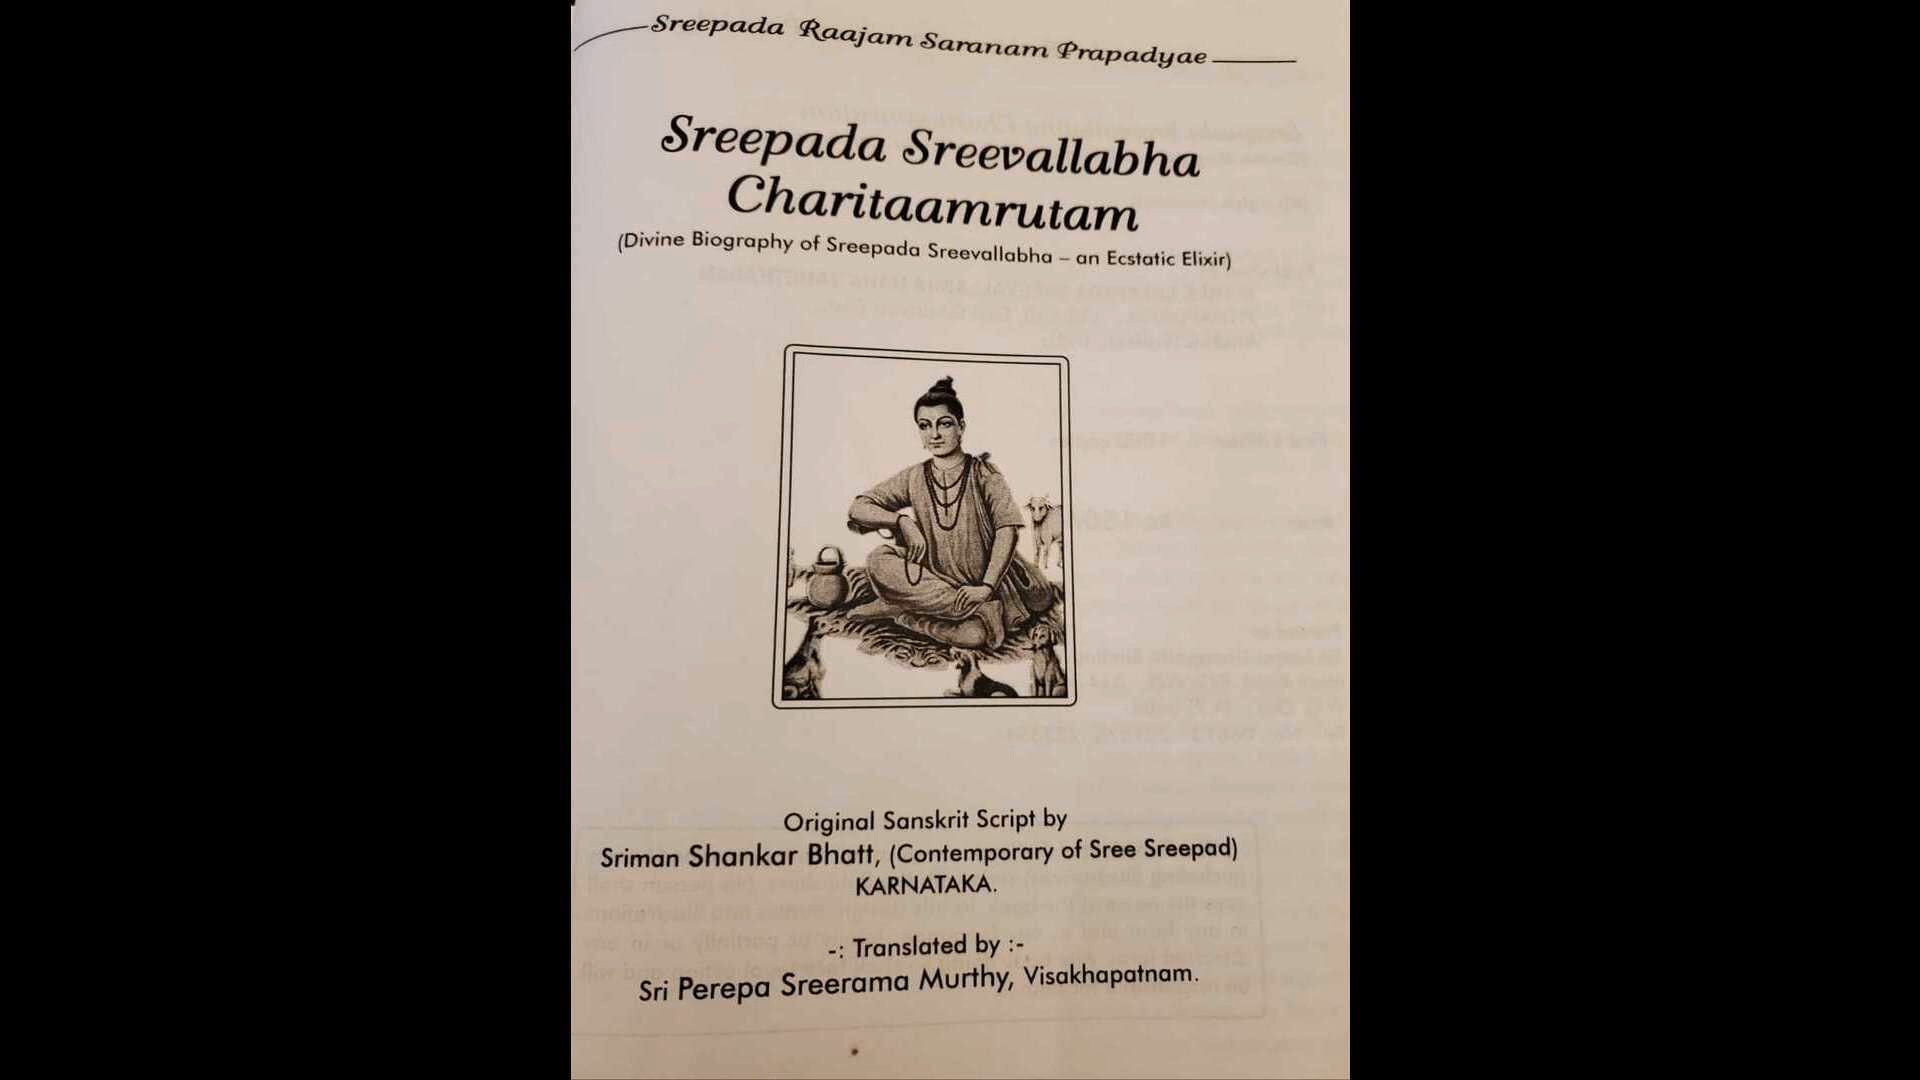 Sreepada Raajam Saranam Prapadyae
Sreepada Sreevallabha
Charitaamrutam
(Divine Biography of Sreepada Sreevallabha – an Ecstatic Elixir)
Original Sanskrit Script by
Sriman Shankar Bhatt, (Contemporary of Sree Sreepad)
KARNATAKA.
-: Translated by :-
Sri Perepa Sreerama Murthy, Visakhapatnam.